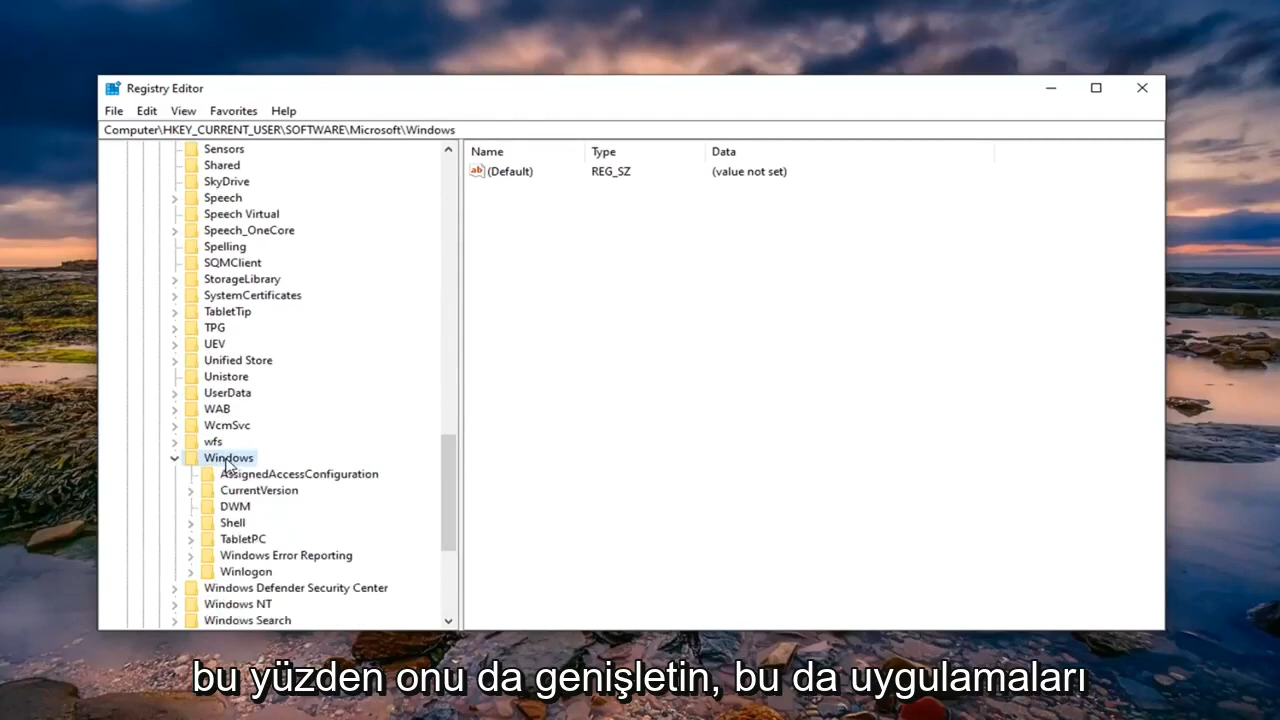 Registry Editor
File Edit View Favorites Help
Computer\HKEY_CURRENT_USER\SOFTWARE\Microsoft\Windows
Sensors
Shared
SkyDrive
Speech
Speech Virtual
Speech_OneCore
Spelling
SQMClient
StorageLibrary
SystemCertificates
TabletTip
TPG
UEV
Unified Store
Unistore
UserData
WAB
WcmSvc
wfs
Windows
AssignedAccessConfiguration
CurrentVersion
DWM
Shell
TabletPC
Windows Error Reporting
Winlogon
Windows Defender Security Center
Windows NT
Windows Search
Name Type Data
ab (Default) REG_SZ (value not set)
bu yüzden onu da genişletin, bu da uygulamaları